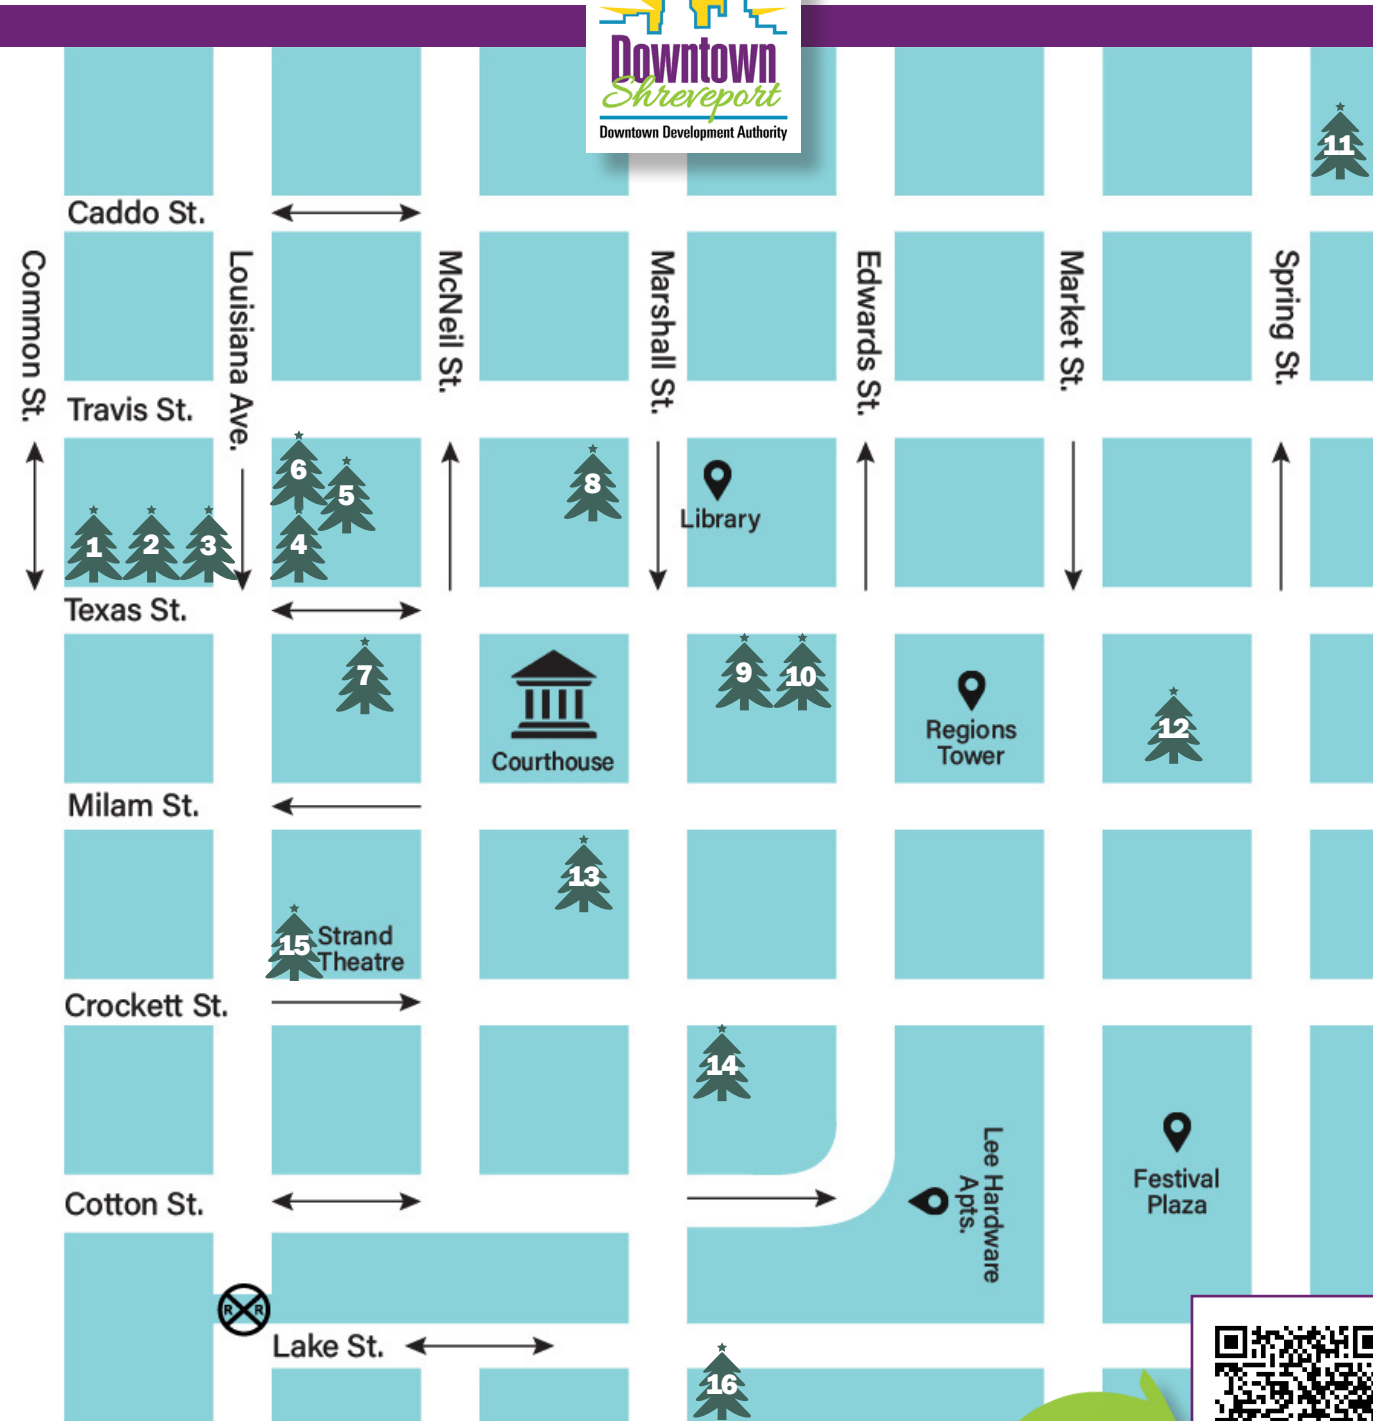 Downtown
Shreveport
Downtown Development Authority
11
Caddo St.
Common St.
Louisiana Ave.
McNeil St.
Marshall St.
Edwards St.
Market St.
Spring St.
Travis St.
6
5
8
Library
1
2
3
4
Texas St.
7
Courthouse
9
10
Regions
Tower
12
Milam St.
13
15
Strand
Theatre
Crockett St.
14
Lee Hardware
Apts.
Festival
Plaza
Cotton St.
R R
Lake St.
16